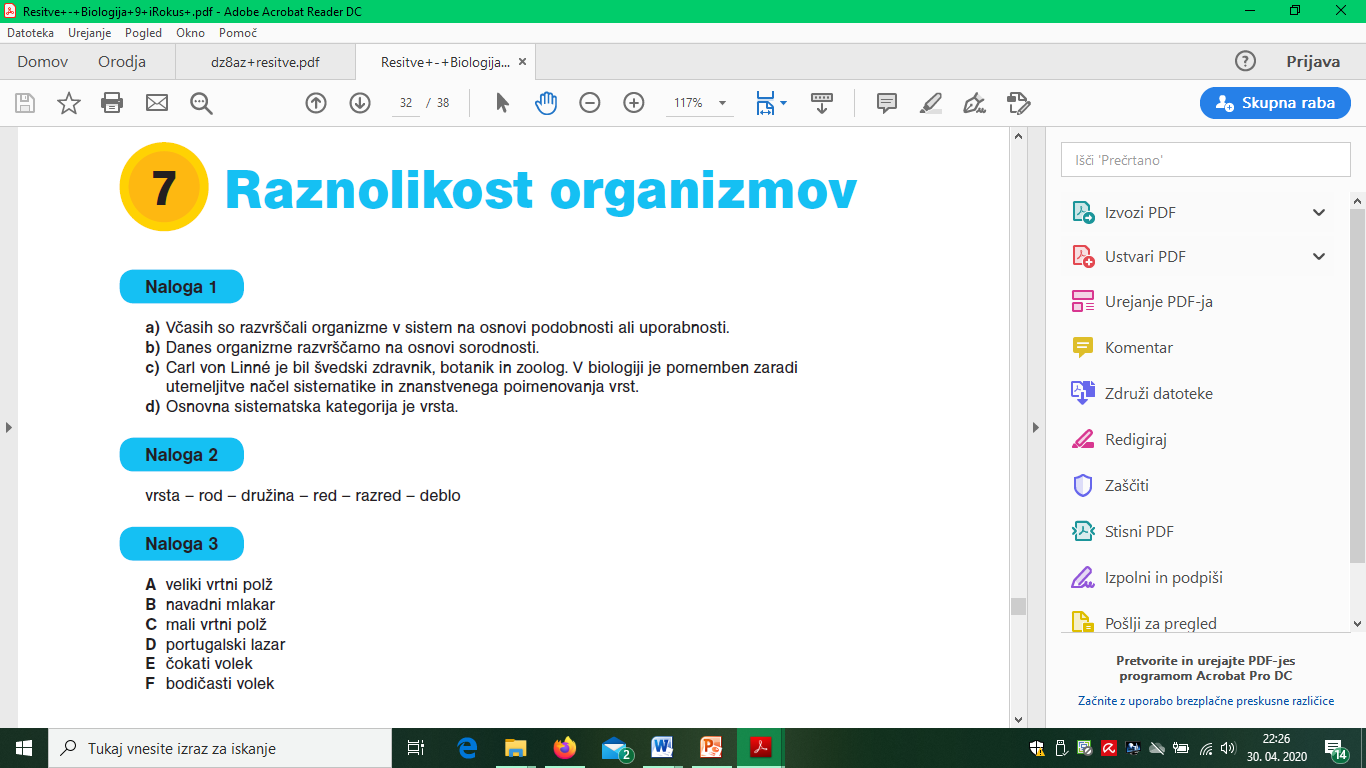 Resitve+-+Biologija+9+iRokus+.pdf - Adobe Acrobat Reader DC
Datoteka Urejanje Pogled Okno Pomoč
Domov Orodja dz8az+resitve.pdf Resitve+-+Biologija... ×
? Prijava
32 / 38 117% Skupna raba
7 Raznolikost organizmov
Naloga 1
a) Včasih so razvrščali organizme v sistem na osnovi podobnosti ali uporabnosti.
b) Danes organizme razvrščamo na osnovi sorodnosti.
c) Carl von Linné je bil švedski zdravnik, botanik in zoolog. V biologiji je pomemben zaradi
utemeljitve načel sistematike in znanstvenega poimenovanja vrst.
d) Osnovna sistematska kategorija je vrsta.
Naloga 2
vrsta – rod – družina – red – razred – deblo
Naloga 3
A veliki vrtni polž
B navadni mlakar
C mali vrtni polž
D portugalski lazar
E čokati volek
F bodičasti volek
Išči 'Prečrtano'
Izvozi PDF
Ustvari PDF
Urejanje PDF-ja
Komentar
Združi datoteke
Redigiraj
Zaščiti
Stisni PDF
Izpolni in podpiši
Pošlji za pregled
Pretvorite in urejajte PDF-jes
programom Acrobat Pro DC
Začnite z uporabo brezplačne preskusne različice
Tukaj vnesite izraz za iskanje
2
22:26
30. 04. 2020
14